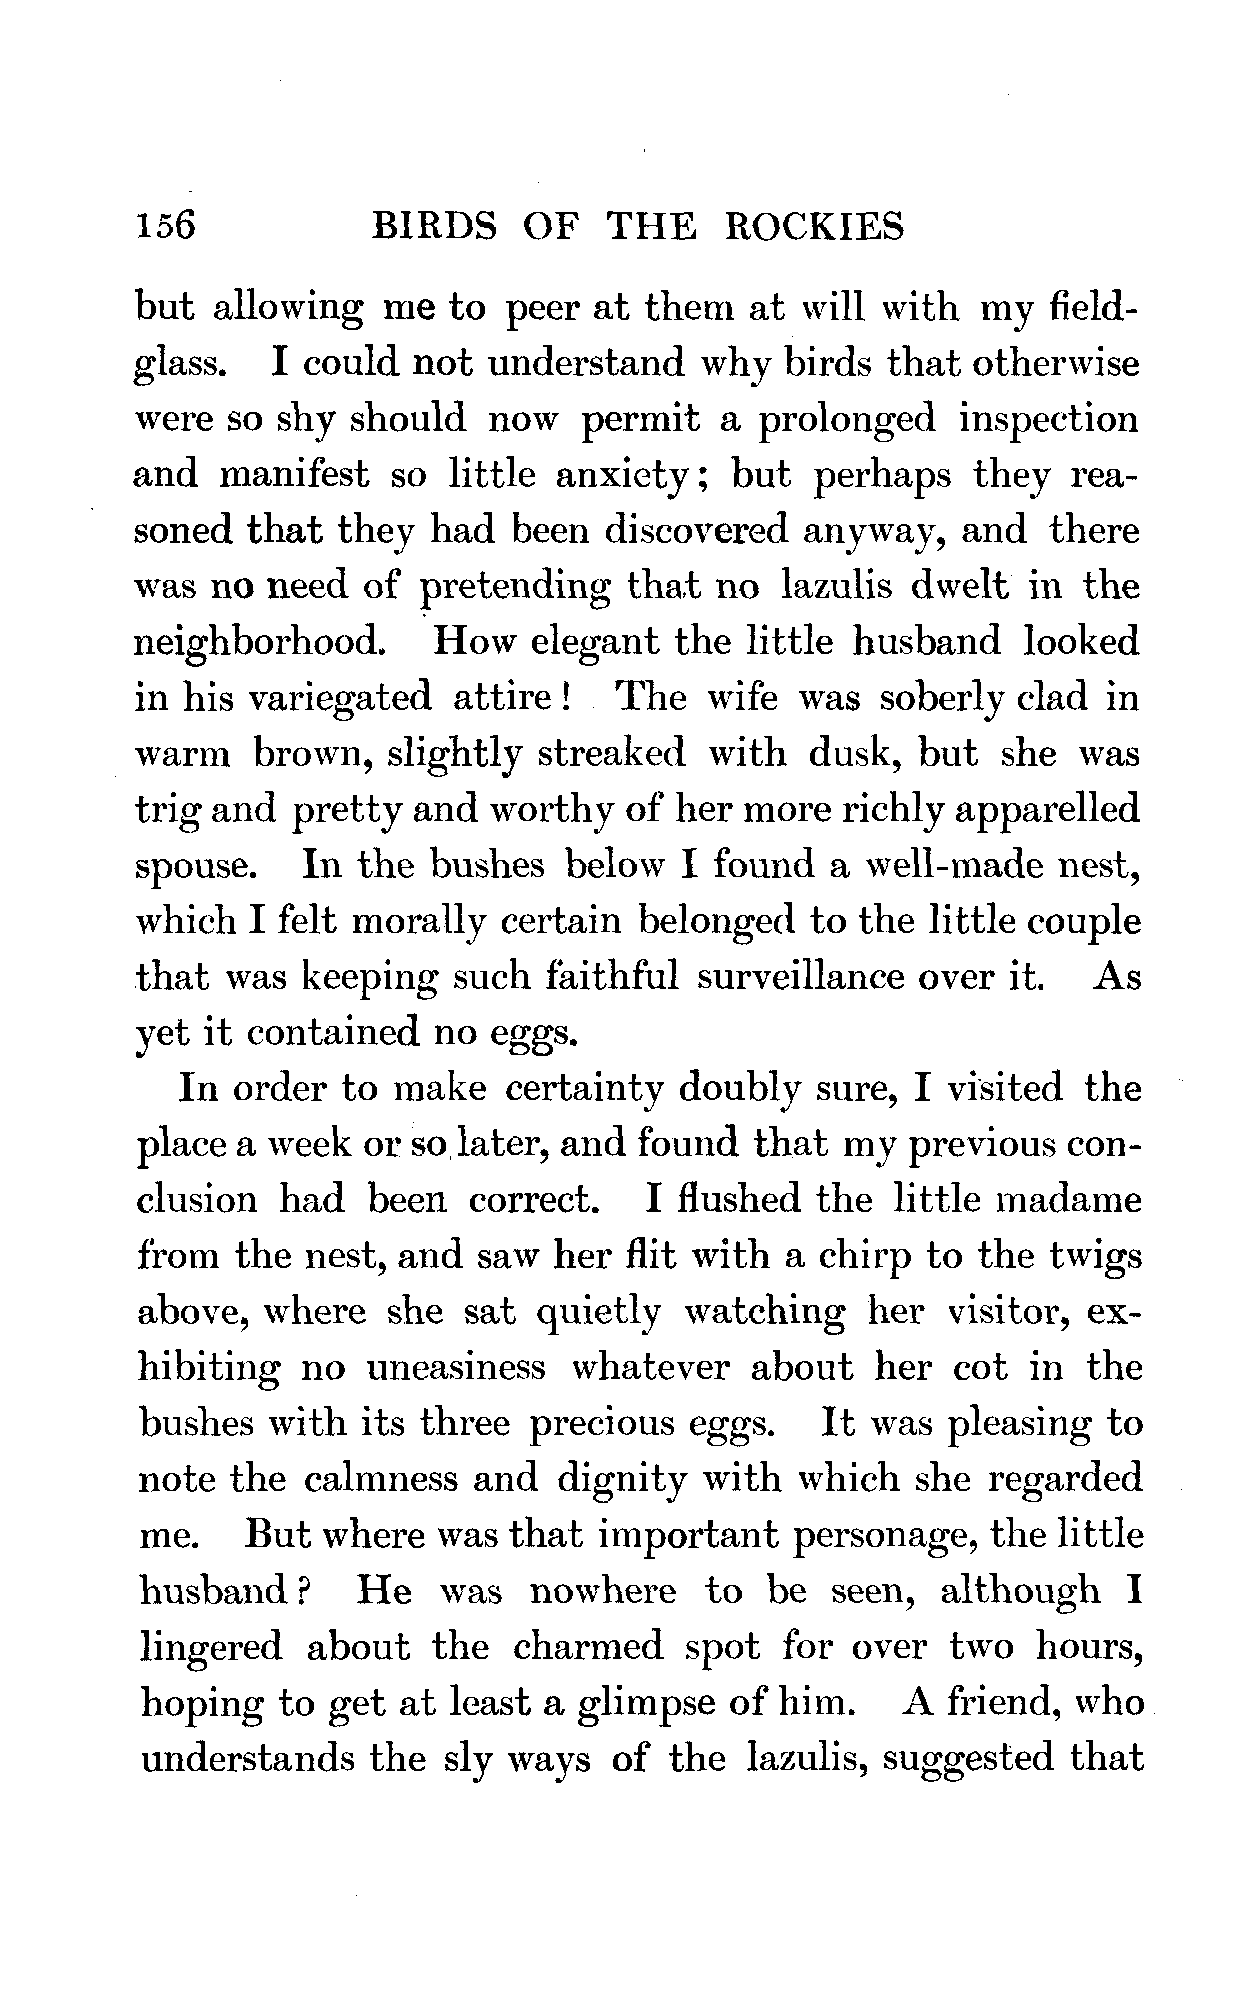 156 BIRDS OF THE ROCKIES
but allowing me to peer at them at will with my field-
glass. I could not understand why birds that otherwise
were so shy should now permit a prolonged inspection
and manifest so little anxiety; but perhaps they rea-
soned that they had been discovered anyway, and there
was no need of pretending that no lazulis dwelt in the
neighborhood. How elegant the little husband looked
in his variegated attire! The wife was soberly clad in
warm brown, slightly streaked with dusk, but she was
trig and pretty and worthy of her more richly apparelled
spouse. In the bushes below I found a well-made nest,
which I felt morally certain belonged to the little couple
that was keeping such faithful surveillance over it. As
yet it contained no eggs.
In order to make certainty doubly sure, I visited the
place a week or so later, and found that my previous con-
clusion had been correct. I flushed the little madame
from the nest, and saw her flit with a chirp to the twigs
above, where she sat quietly watching her visitor, ex-
hibiting no uneasiness whatever about her cot in the
bushes with its three precious eggs. It was pleasing to
note the calmness and dignity with which she regarded
me. But where was that important personage, the little
husband? He was nowhere to be seen, although I
lingered about the charmed spot for over two hours,
hoping to get at least a glimpse of him. A friend, who
understands the sly ways of the lazulis, suggested that